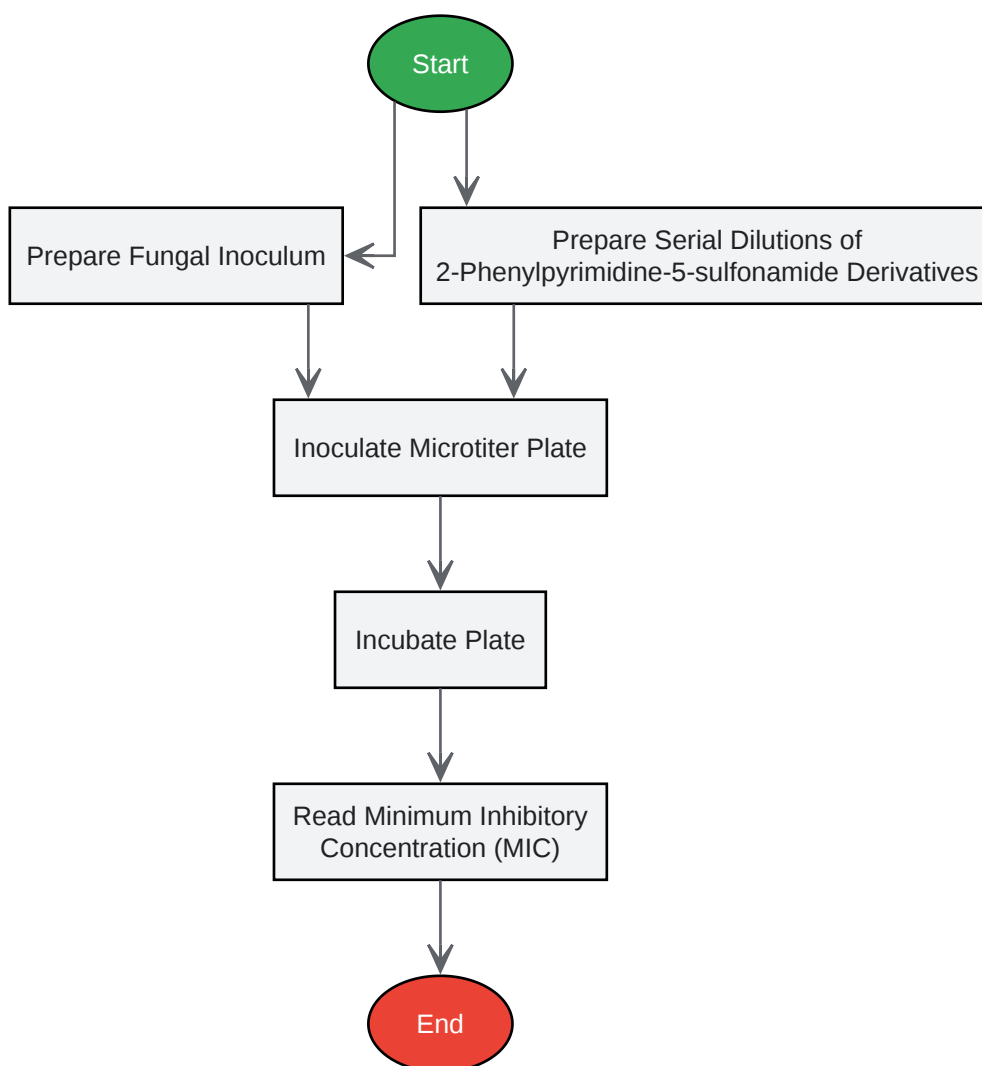 Start
Prepare Fungal Inoculum
Prepare Serial Dilutions of
2-Phenylpyrimidine-5-sulfonamide Derivatives
Inoculate Microtiter Plate
Incubate Plate
Read Minimum Inhibitory
Concentration (MIC)
End